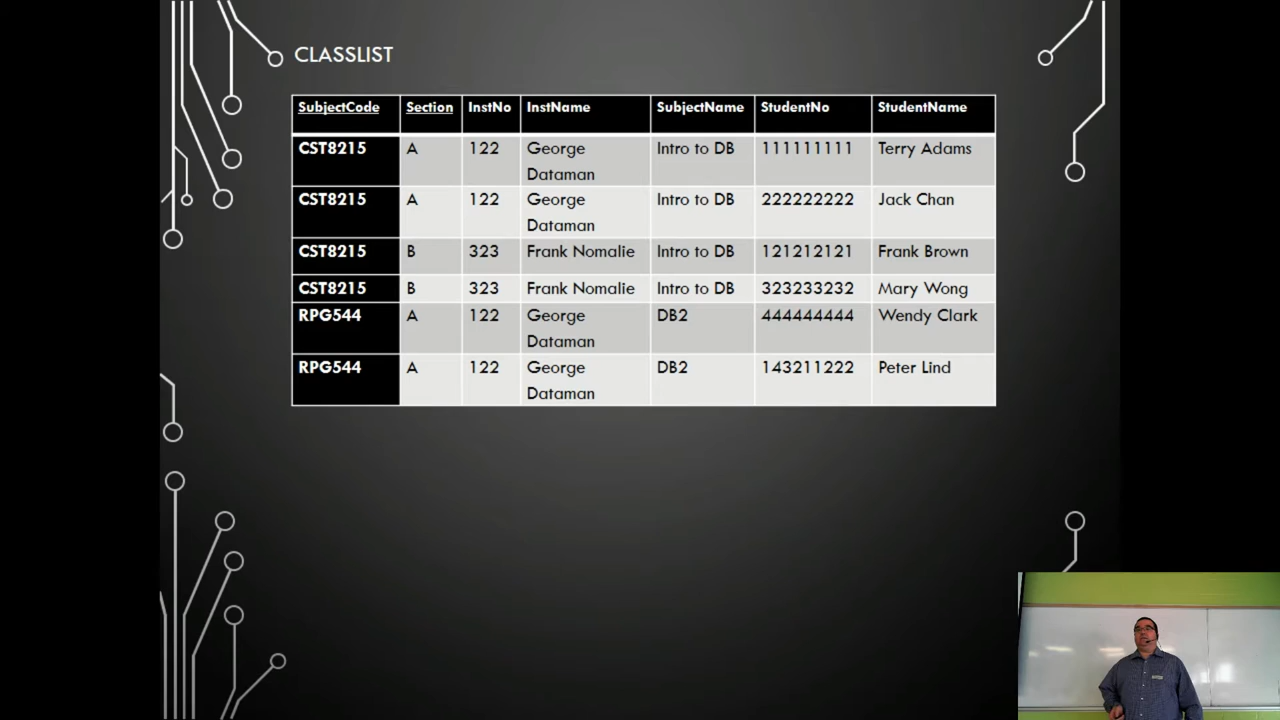 CLASSLIST
SubjectCode Section InstNo InstName SubjectName StudentNo StudentName
CST8215 A 122 George Dataman Intro to DB 111111111 Terry Adams
CST8215 A 122 George Dataman Intro to DB 222222222 Jack Chan
CST8215 B 323 Frank Nomalie Intro to DB 121212121 Frank Brown
CST8215 B 323 Frank Nomalie Intro to DB 323233232 Mary Wong
RPG544 A 122 George Dataman DB2 444444444 Wendy Clark
RPG544 A 122 George Dataman DB2 143211222 Peter Lind